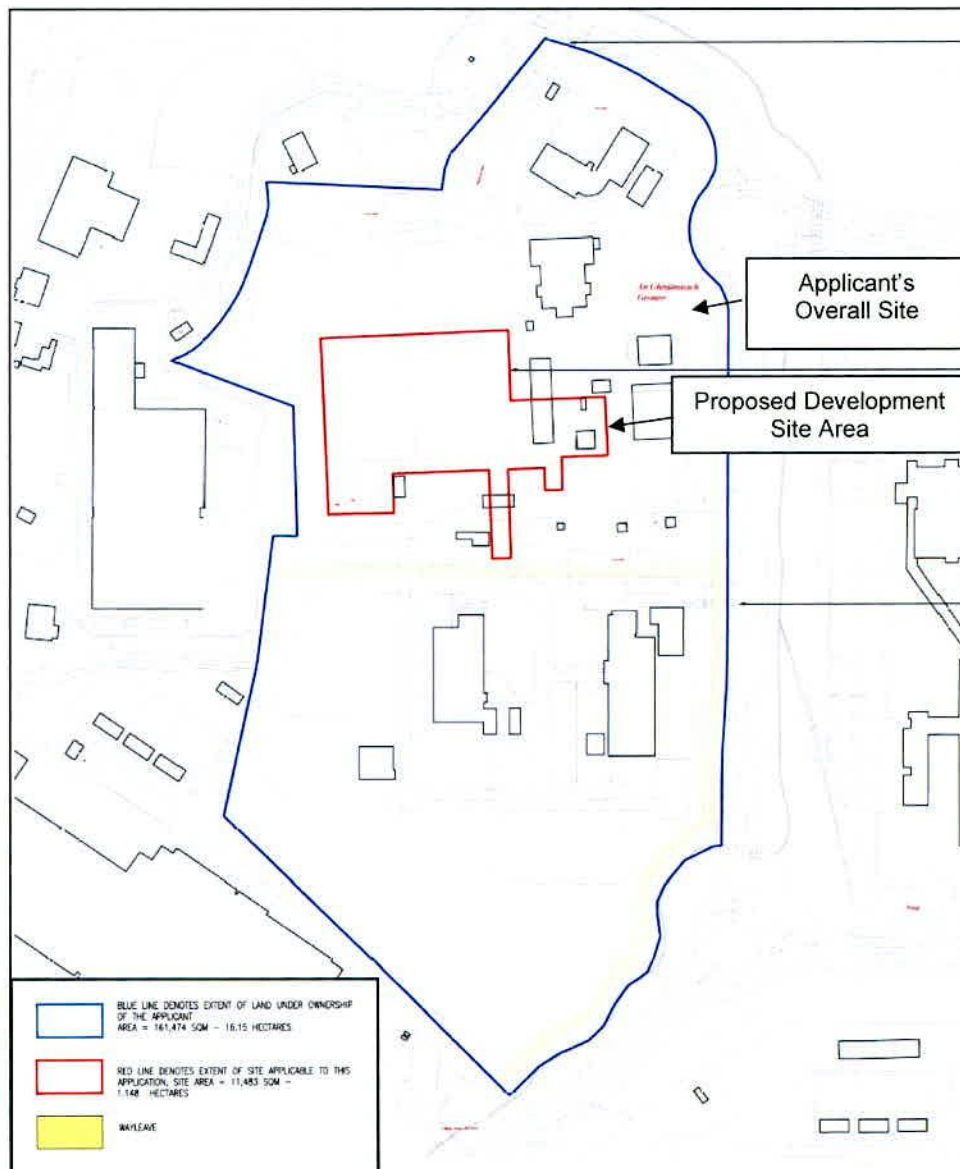 Applicant's
Overall Site
Proposed Development
Site Area
BLUE LINE DENOTES EXTENT OF LAND UNDER OWNERSHIP
OF THE APPLICANT
AREA = 161,474 SQM - 16.15 HECTARES
RED LINE DENOTES EXTENT OF SITE APPLICABLE TO THIS
APPLICATION, SITE AREA = 11,483 SQM -
1.148 HECTARES
WAYLEAVE